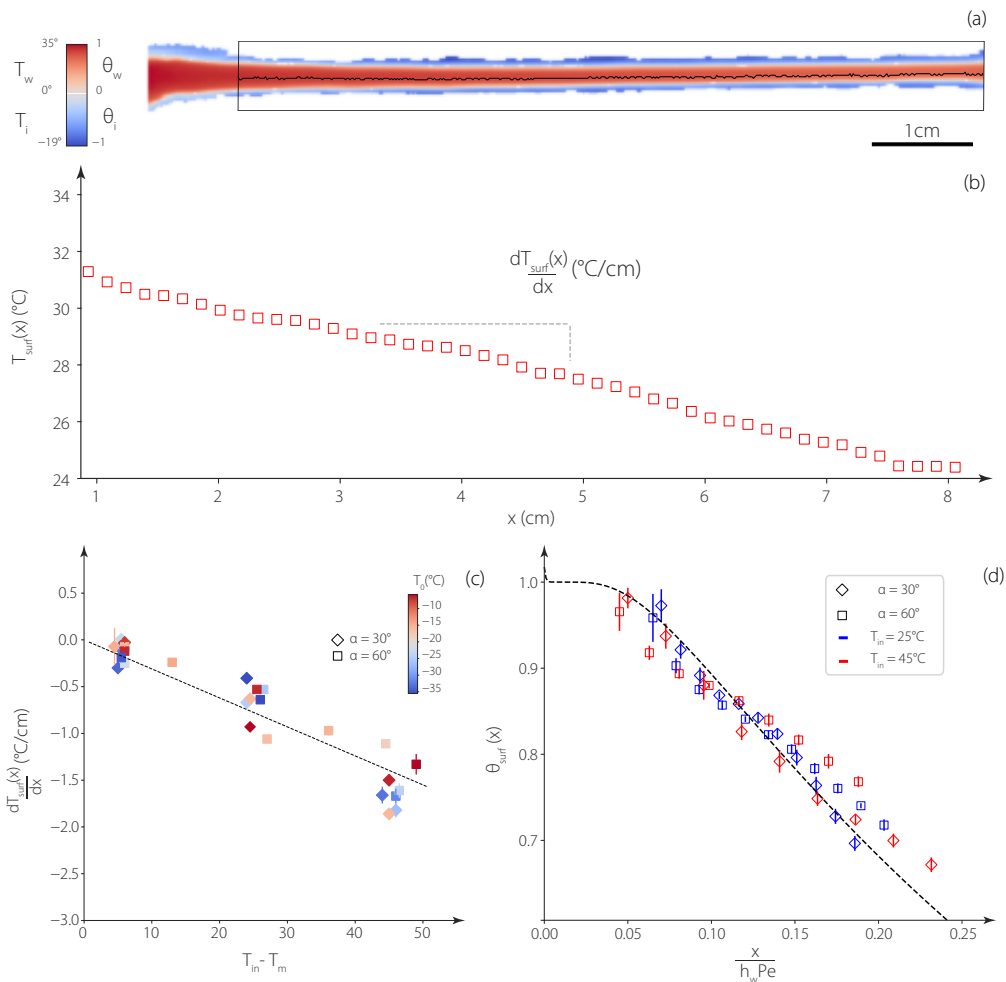 (a)
35° 1
T_w θ_w
0° 0
T_i θ_i
−19° −1
1cm
(b)
34
32
30
28
26
24
T_surf(x) (°C)
dT_surf(x)
dx
(°C/cm)
1 2 3 4 5 6 7 8
x (cm)
(c)
T_0(°C)
−10
−15
−20
−25
−30
−35
α = 30°
α = 60°
0.5
0.0
−0.5
−1.0
−1.5
−2.0
−2.5
−3.0
dT_surf(x)
dx
(°C/cm)
0 10 20 30 40 50
T_in - T_m
(d)
α = 30°
α = 60°
T_in = 25°C
T_in = 45°C
1.0
0.9
0.8
0.7
θ_surf (x)
0.00 0.05 0.10 0.15 0.20 0.25
x
h_w Pe